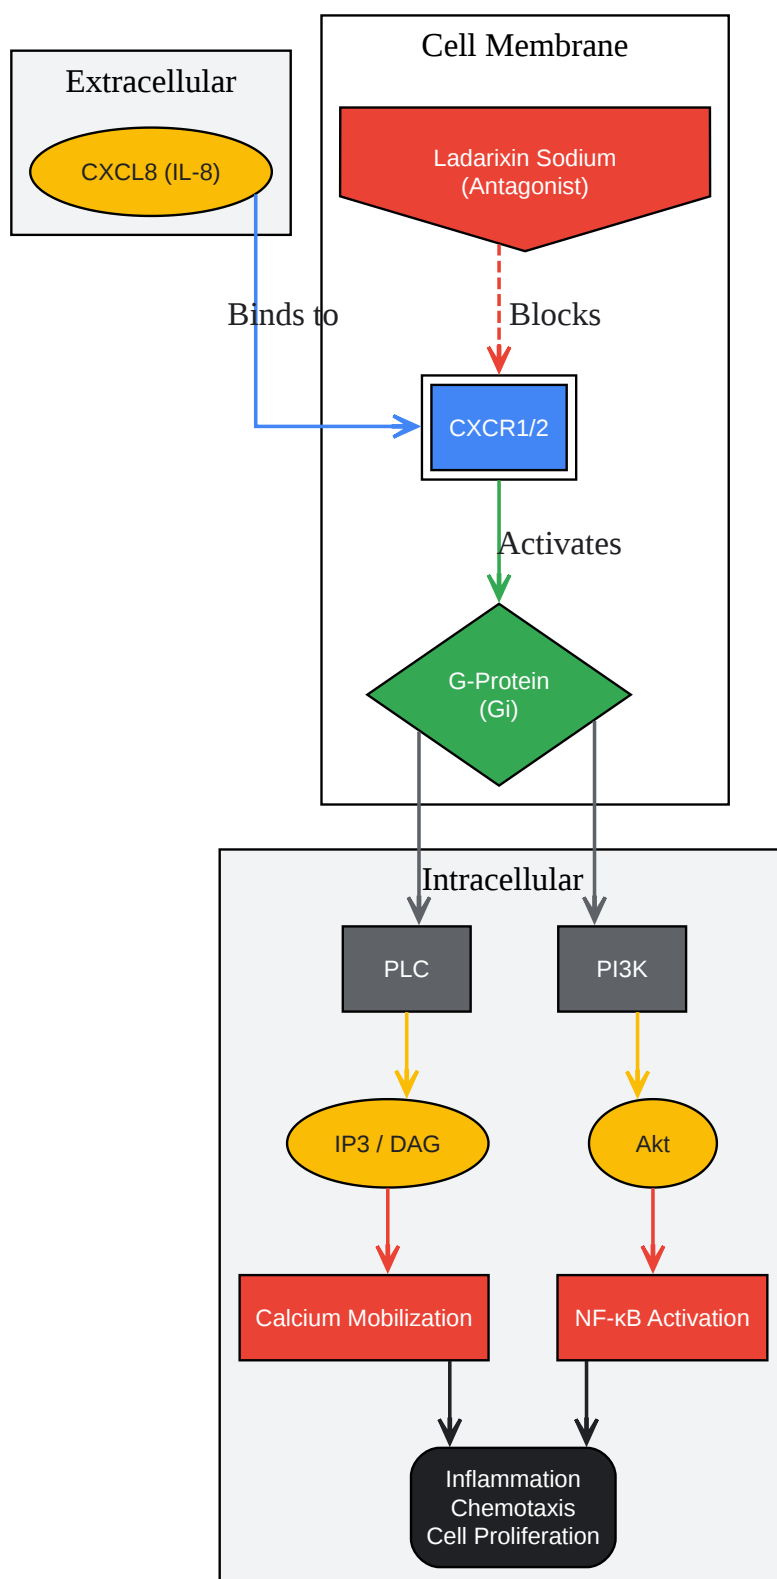 Cell Membrane
Extracellular
CXCL8 (IL-8)
Ladarixin Sodium
(Antagonist)
Binds to
Blocks
CXCR1/2
Activates
G-Protein
(Gi)
Intracellular
PLC
PI3K
IP3 / DAG
Akt
Calcium Mobilization
NF-κB Activation
Inflammation
Chemotaxis
Cell Proliferation